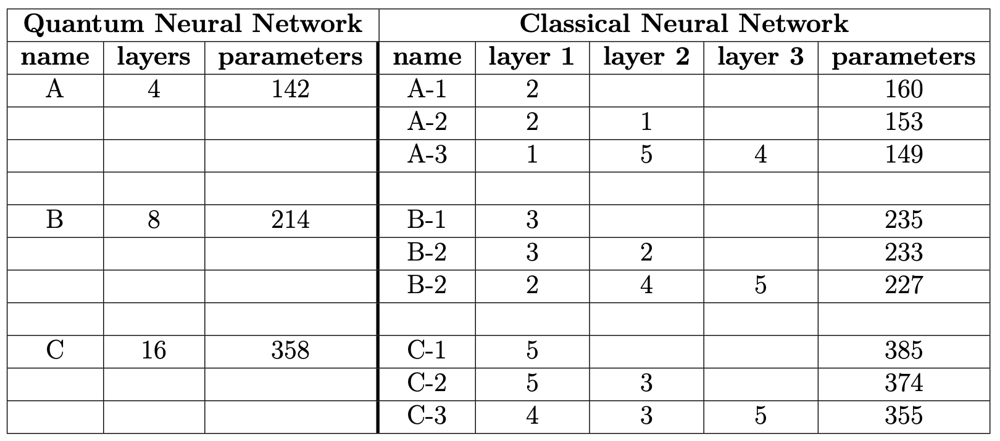 Quantum Neural Network Classical Neural Network
name layers parameters name layer 1 layer 2 layer 3 parameters
A 4 142 A-1 2 160
A-2 2 1 153
A-3 1 5 4 149
B 8 214 B-1 3 235
B-2 3 2 233
B-2 2 4 5 227
C 16 358 C-1 5 385
C-2 5 3 374
C-3 4 3 5 355